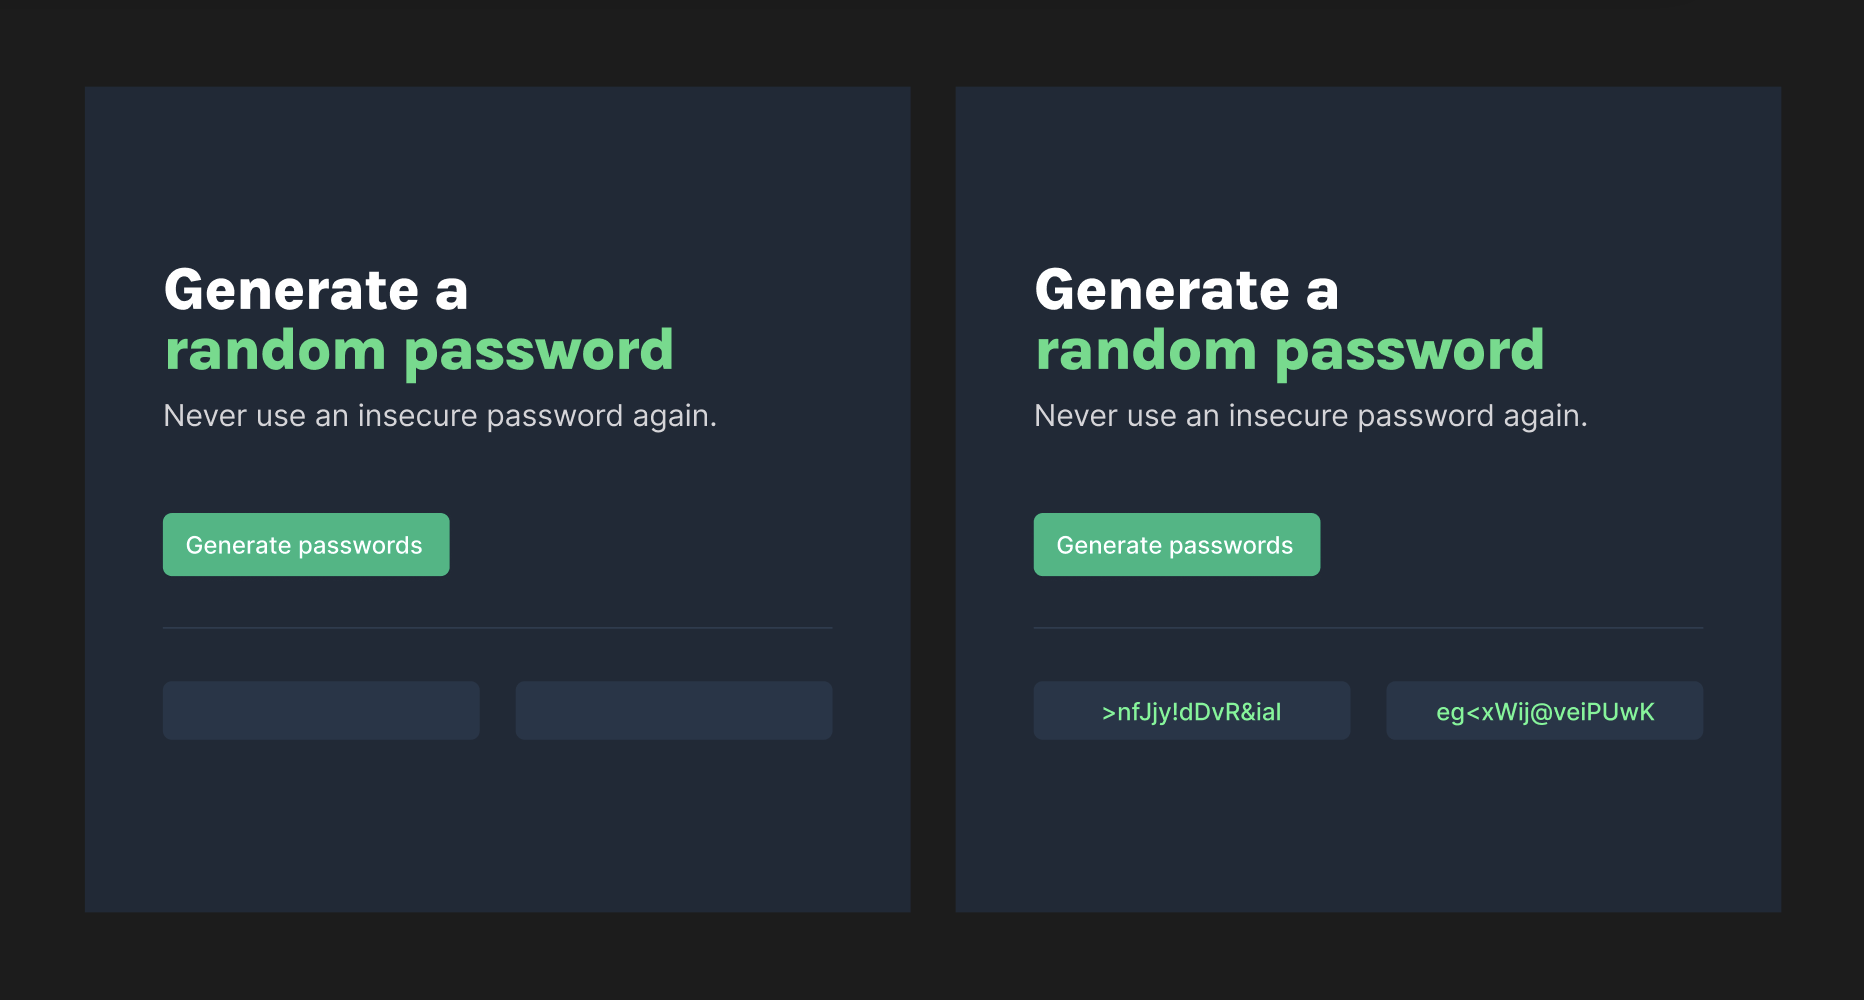 Generate a
random password
Never use an insecure password again.
Generate passwords
Generate a
random password
Never use an insecure password again.
Generate passwords
>nfJjy!dDvR&ial
eg<xWij@veiPUwK